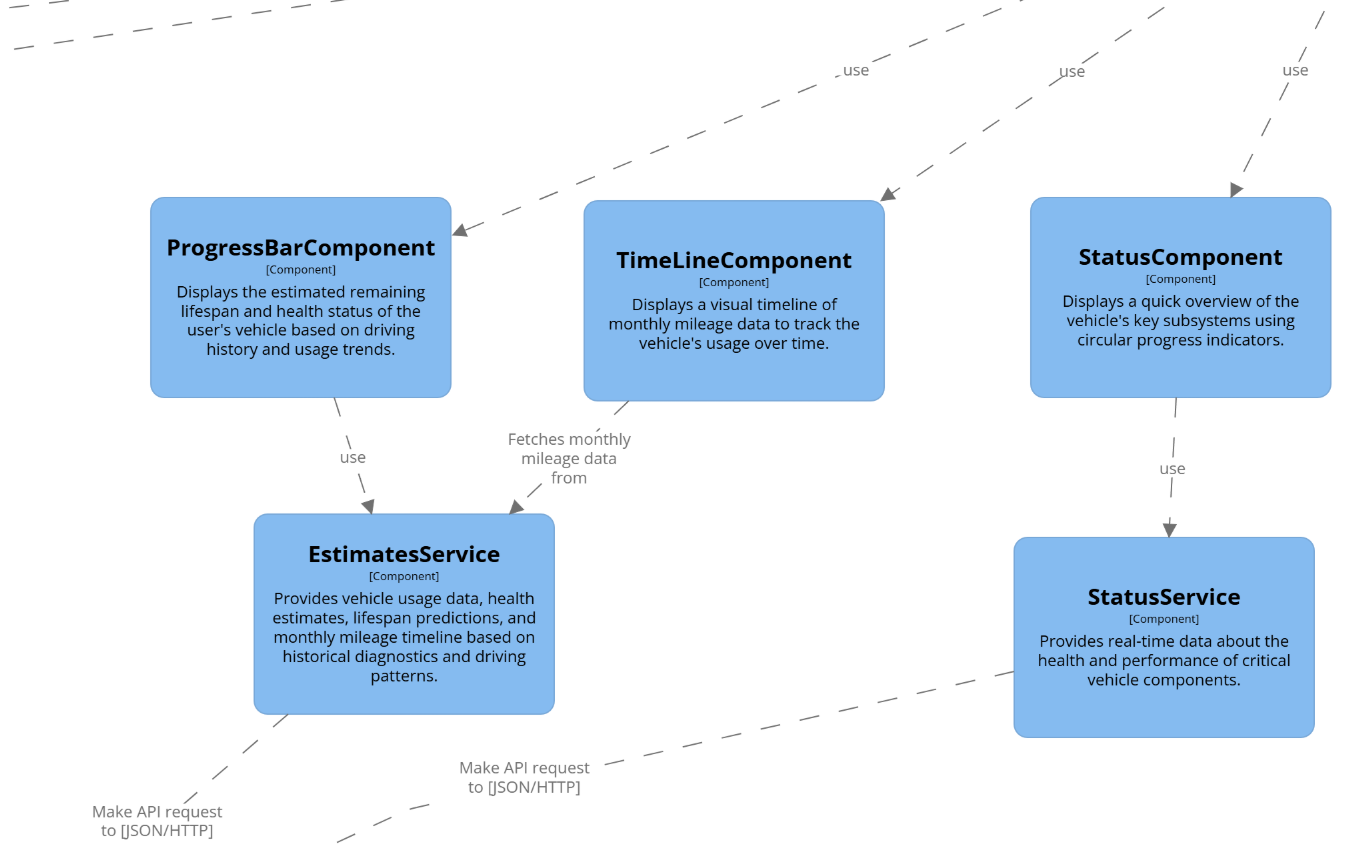 use
use
use
ProgressBarComponent
[Component]
Displays the estimated remaining
lifespan and health status of the
user's vehicle based on driving
history and usage trends.
TimeLineComponent
[Component]
Displays a visual timeline of
monthly mileage data to track the
vehicle's usage over time.
StatusComponent
[Component]
Displays a quick overview of the
vehicle's key subsystems using
circular progress indicators.
use
Fetches monthly
mileage data
from
use
EstimatesService
[Component]
Provides vehicle usage data, health
estimates, lifespan predictions, and
monthly mileage timeline based on
historical diagnostics and driving
patterns.
StatusService
[Component]
Provides real-time data about the
health and performance of critical
vehicle components.
Make API request
to [JSON/HTTP]
Make API request
to [JSON/HTTP]